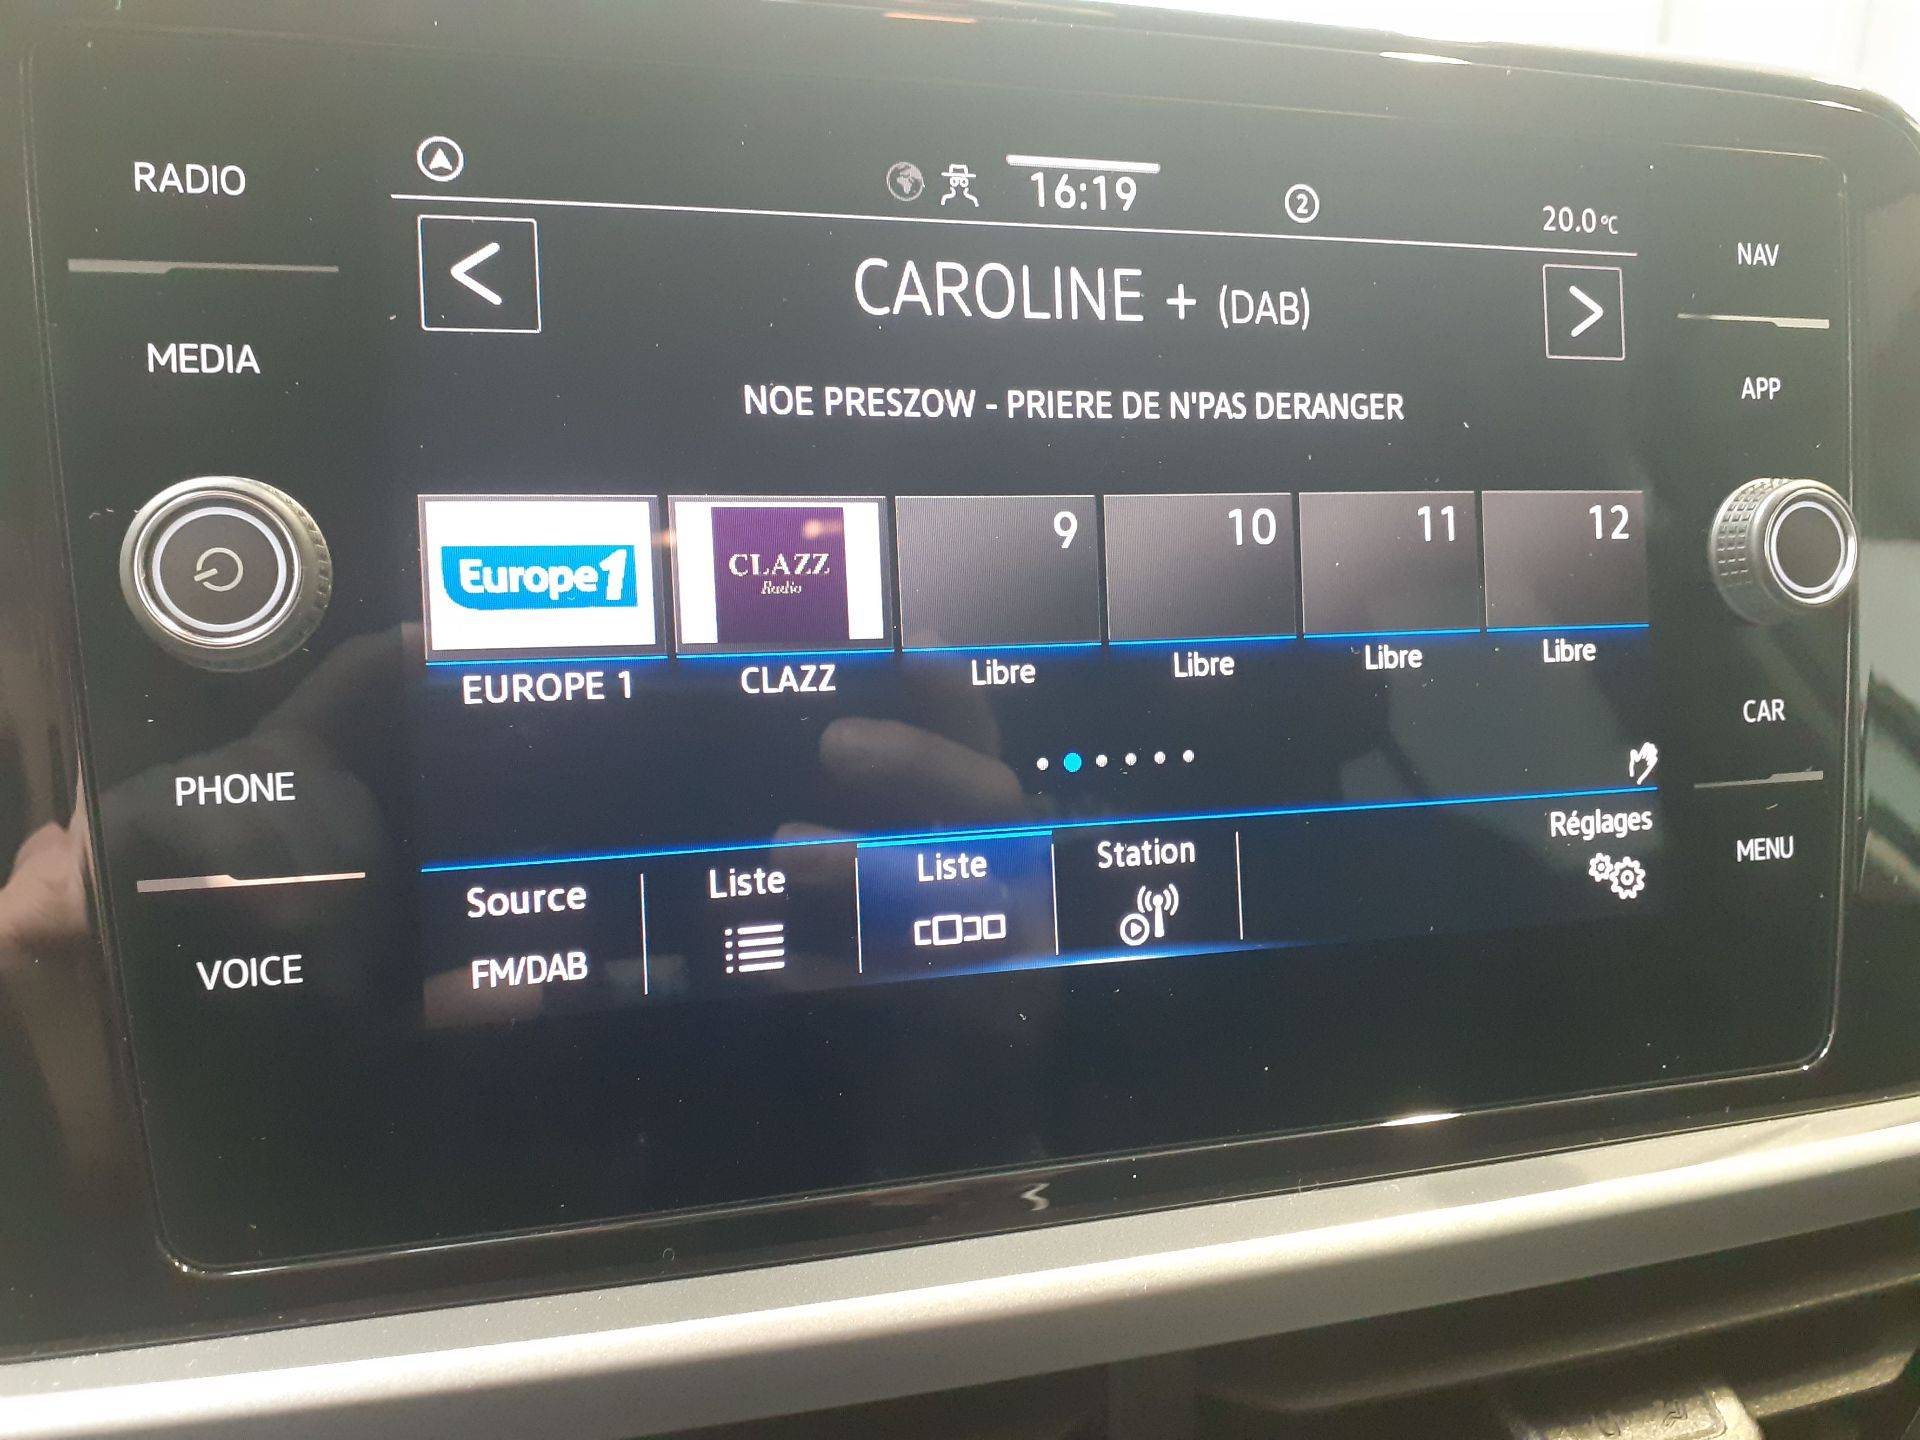 RADIO
MEDIA
PHONE
VOICE
16:19
2
20.0°C
<
CAROLINE + (DAB)
>
NOE PRESZOW - PRIERE DE N'PAS DERANGER
Europe 1
CLAZZ
Radio
9
10
11
12
EUROPE 1
CLAZZ
Libre
Libre
Libre
Libre
Source
FM/DAB
Liste
Liste
Station
Réglages
NAV
APP
CAR
MENU